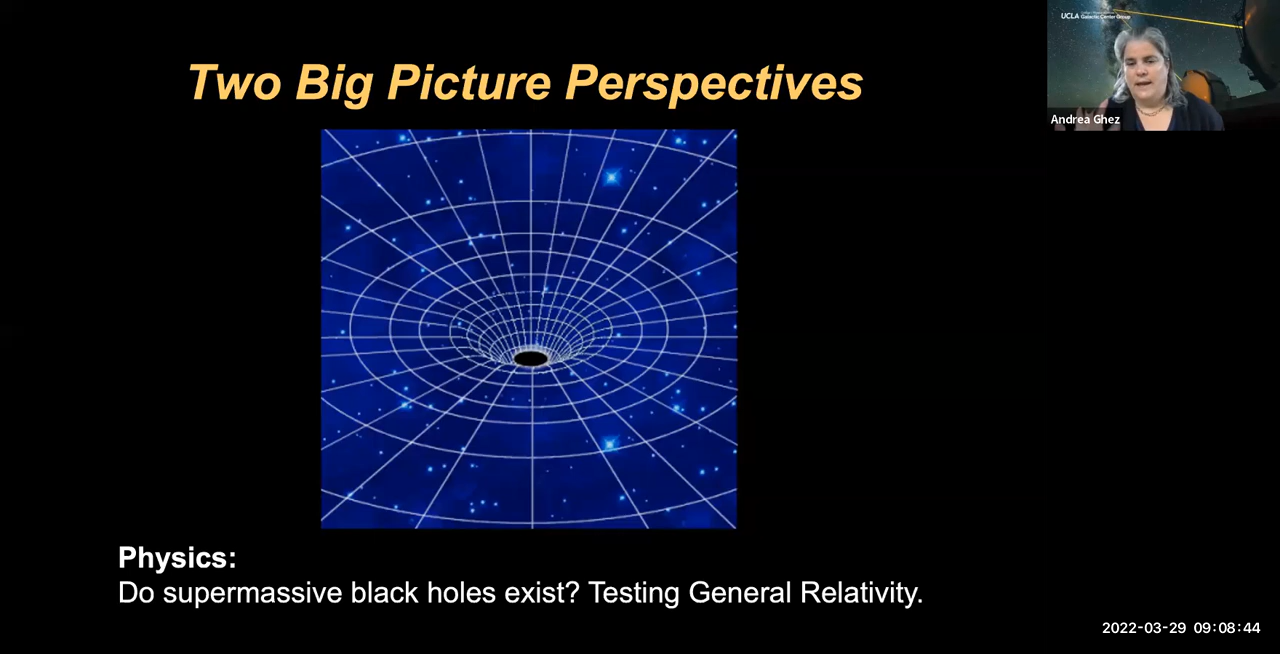 Two Big Picture Perspectives
UCLA Galactic Center Group
Andrea Ghez
Physics:
Do supermassive black holes exist? Testing General Relativity.
2022-03-29 09:08:44